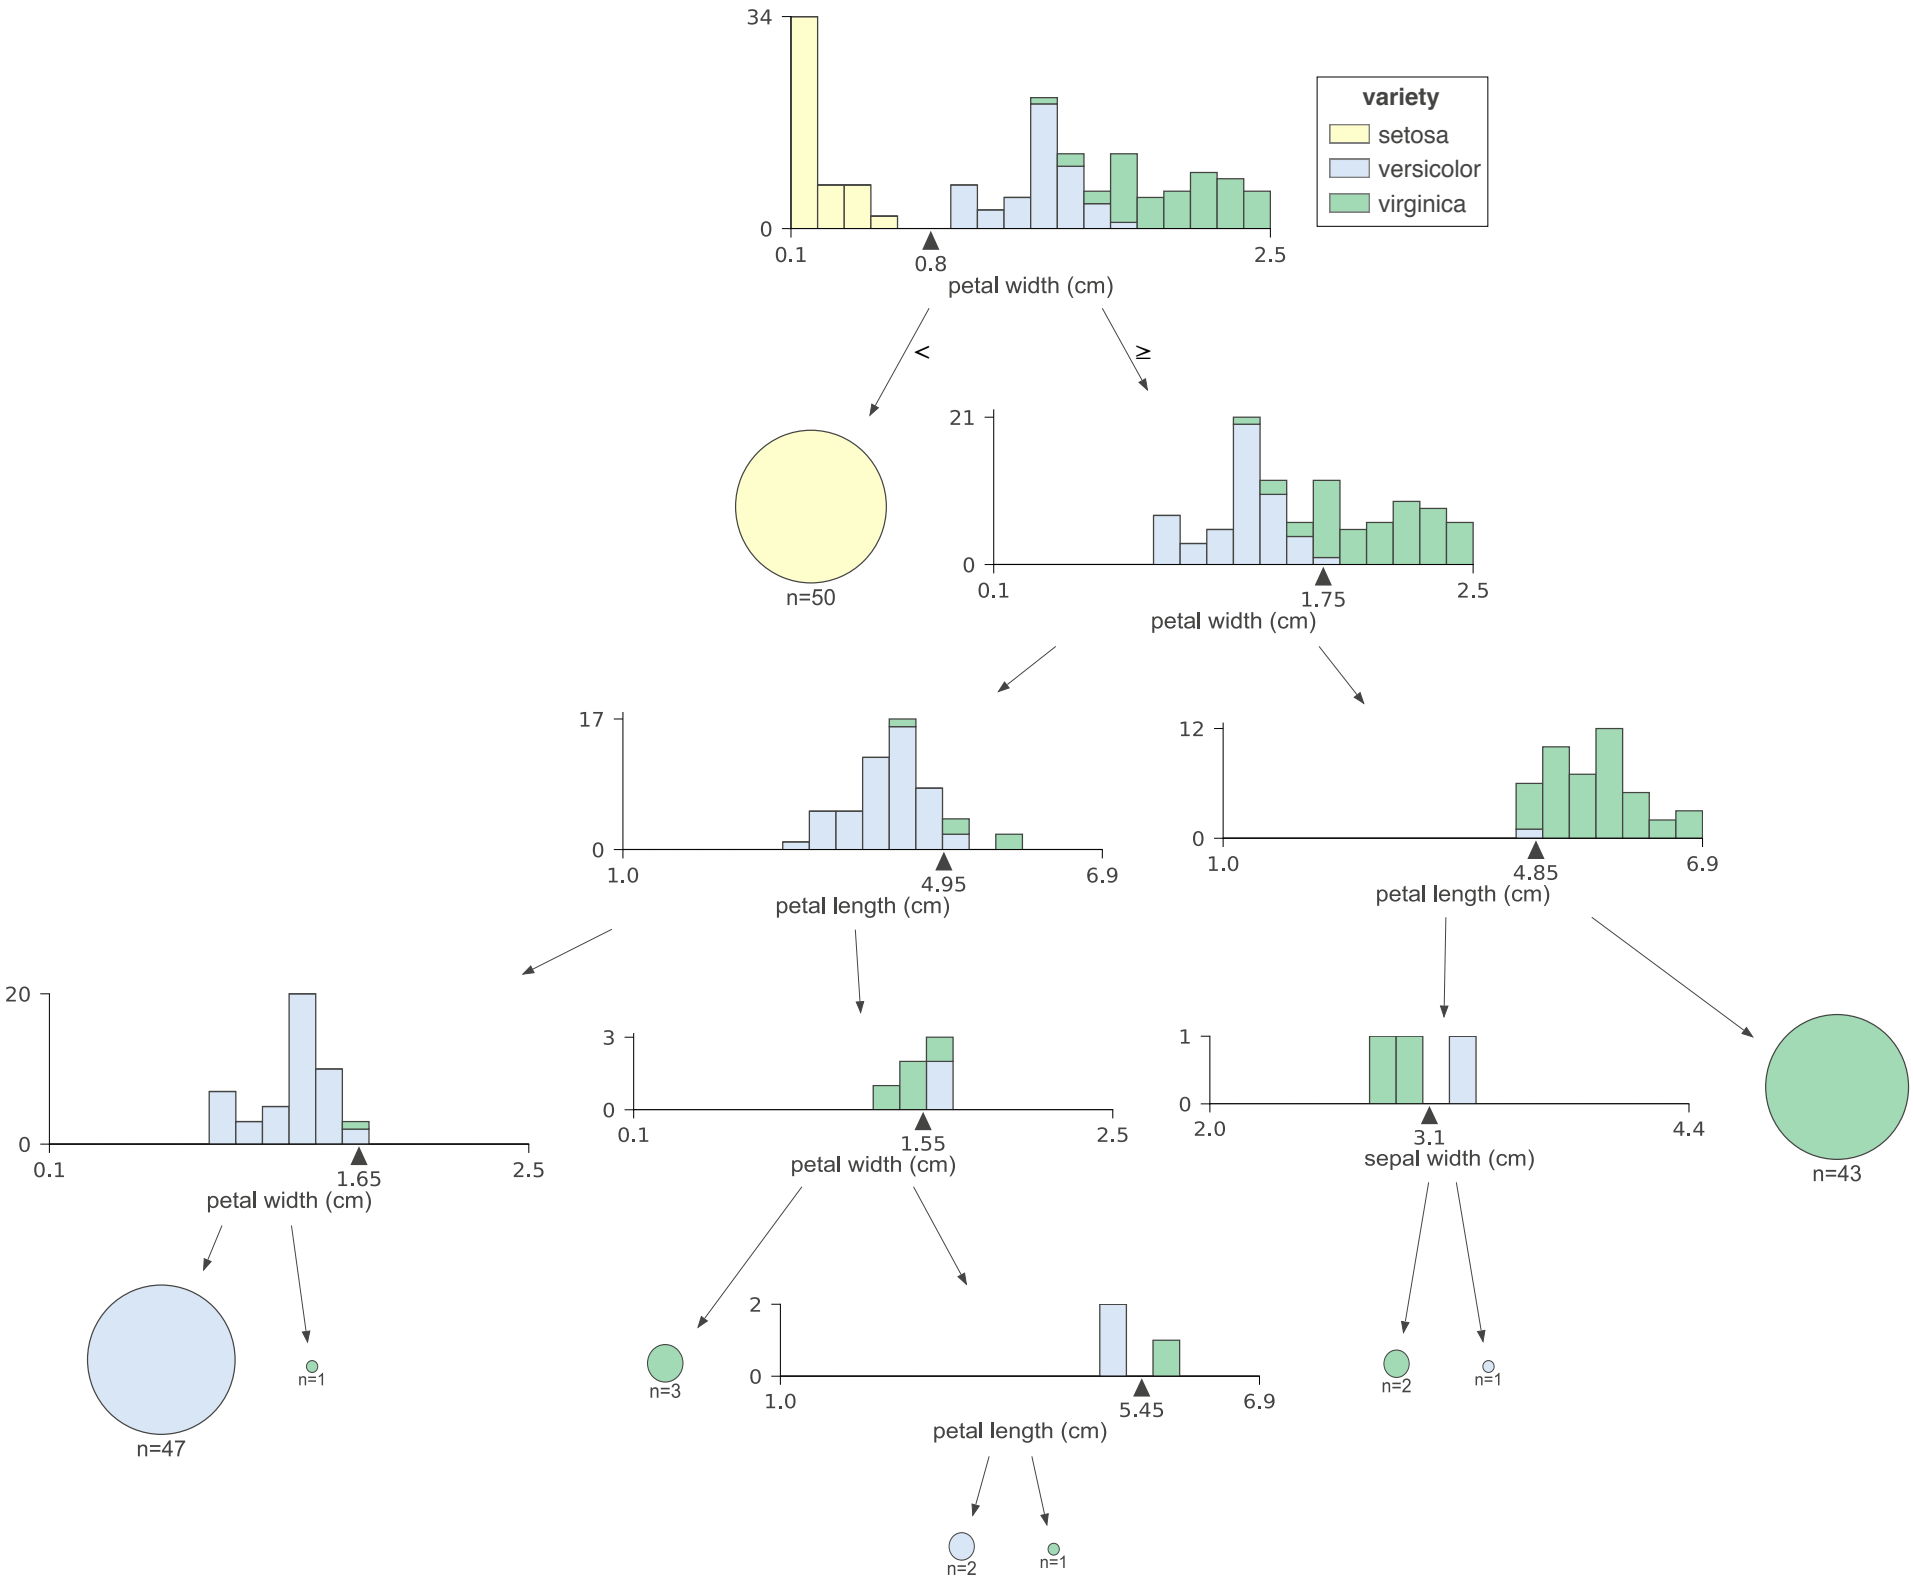 34
0
0.1
0.8
2.5
petal width (cm)
variety
setosa
versicolor
virginica
<
≥
n=50
21
0
0.1
1.75
2.5
petal width (cm)
17
0
1.0
4.95
6.9
petal length (cm)
12
0
1.0
4.85
6.9
petal length (cm)
20
0
0.1
1.65
2.5
petal width (cm)
3
0
0.1
1.55
2.5
petal width (cm)
1
0
2.0
3.1
4.4
sepal width (cm)
n=43
n=47
n=1
n=3
2
0
1.0
5.45
6.9
petal length (cm)
n=2
n=1
n=2
n=1